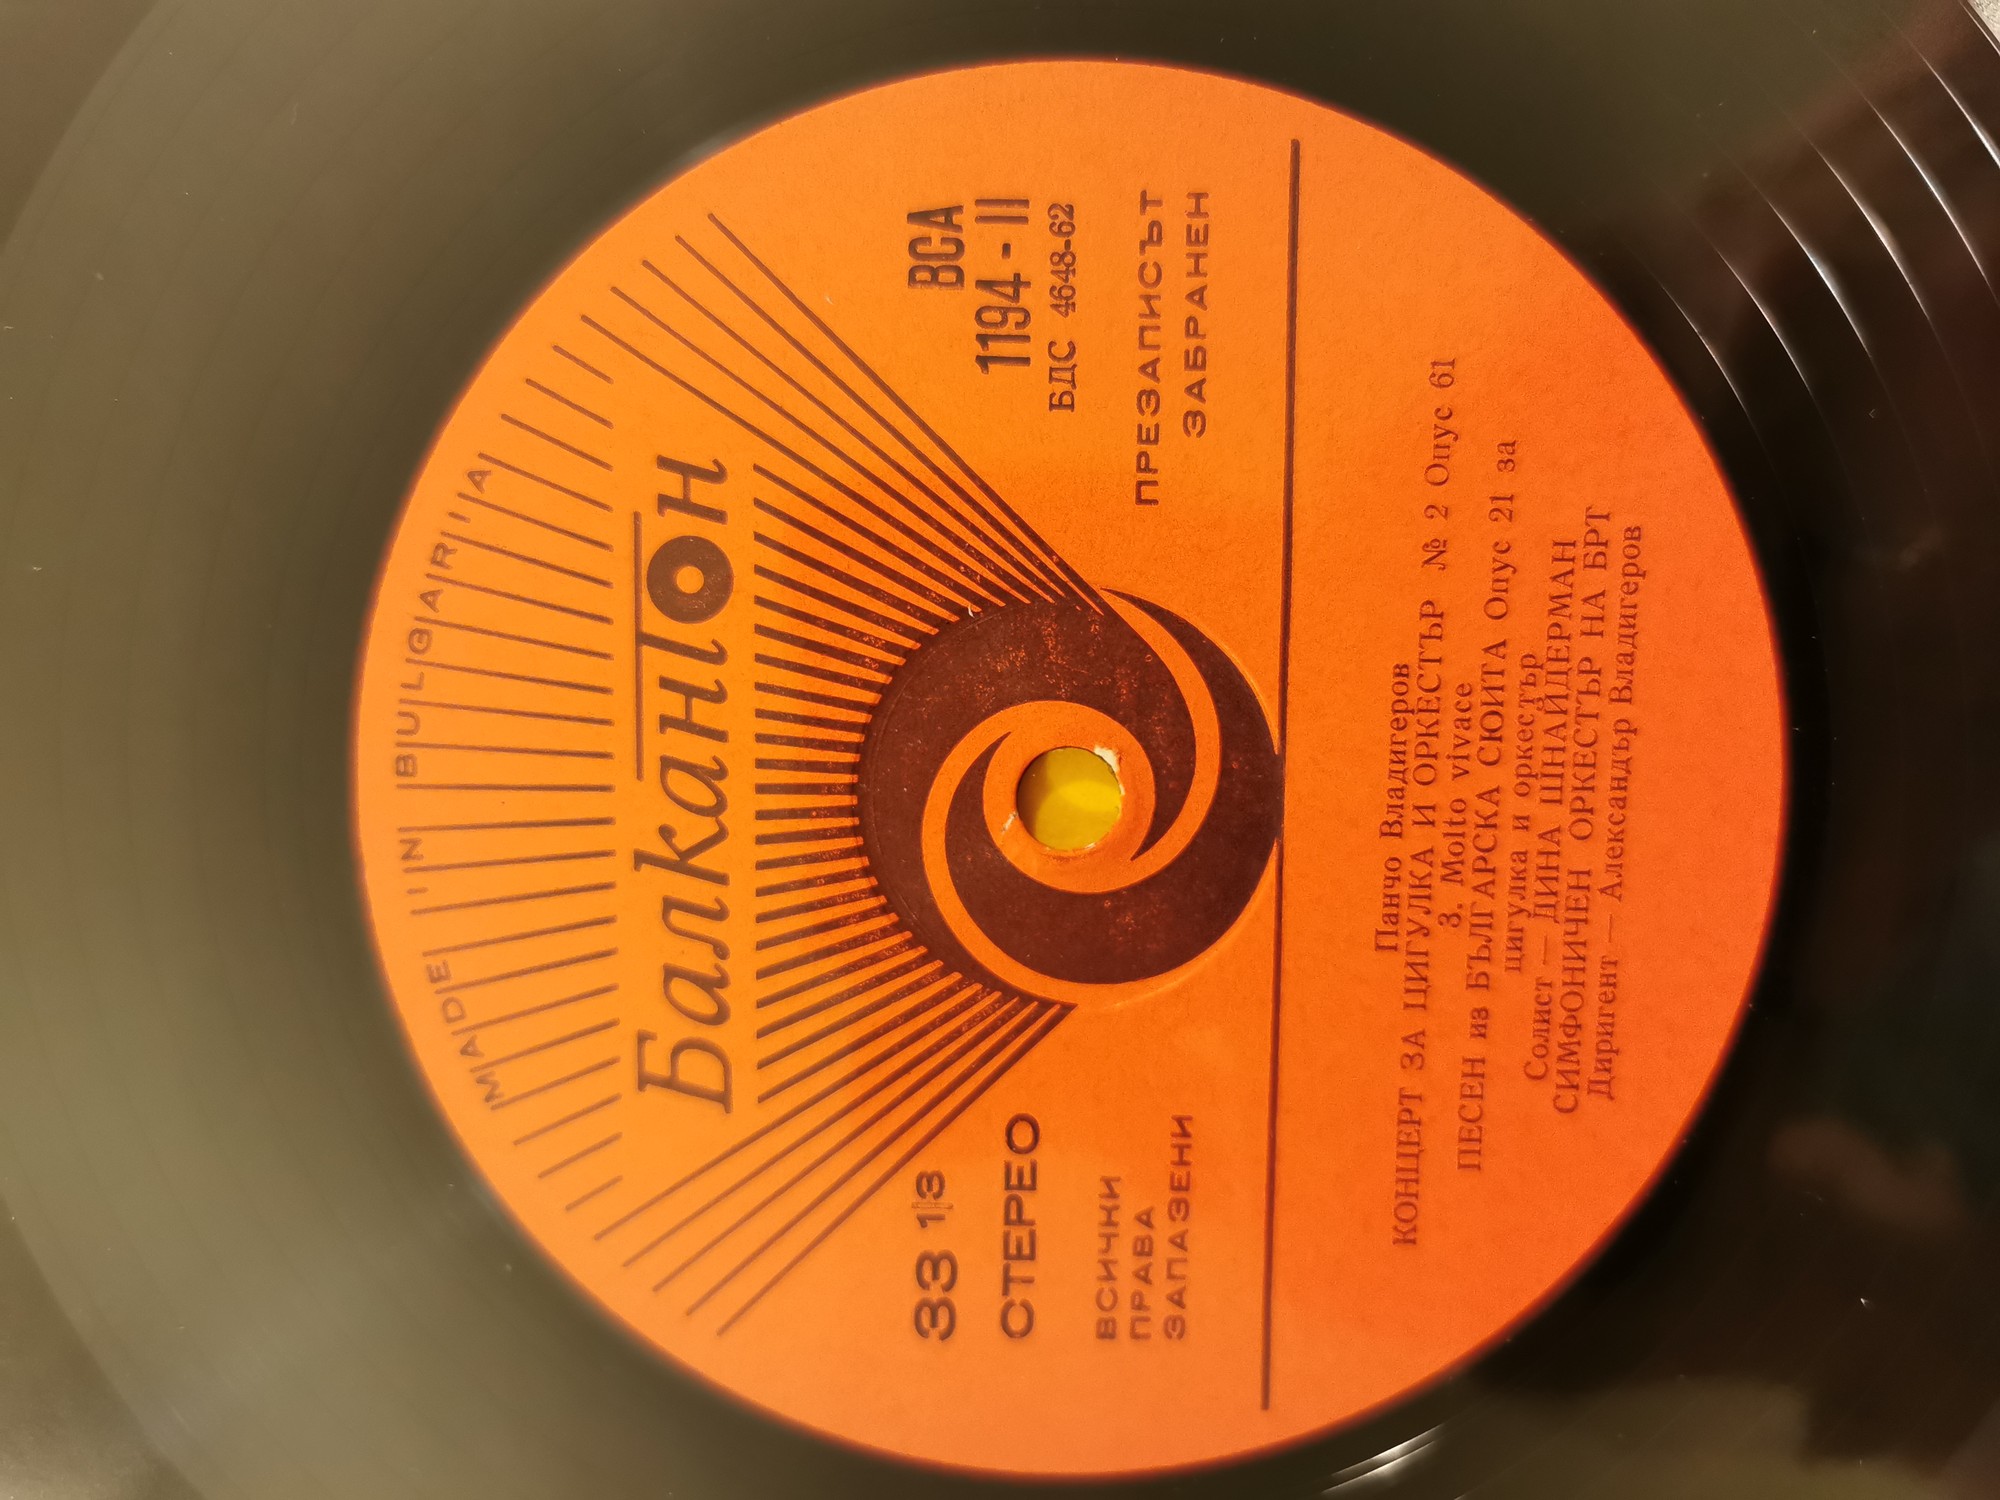 MADE IN BULGARIA
Балкантон
33 1/3
СТЕРЕО
ВСИЧКИ
ПРАВА
ЗАПАЗЕНИ
ВСА
1194 - II
БДС 4648-62
ПРЕЗАПИСЪТ
ЗАБРАНЕН
Панчо Владигеров
КОНЦЕРТ ЗА ЦИГУЛКА И ОРКЕСТЪР № 2 Опус 61
3. Molto vivace
ПЕСЕН из БЪЛГАРСКА СЮИТА Опус 21 за
цигулка и оркестър
Солист — ДИНА ШНАЙДЕРМАН
СИМФОНИЧЕН ОРКЕСТЪР НА БРТ
Диригент — Александър Владигеров